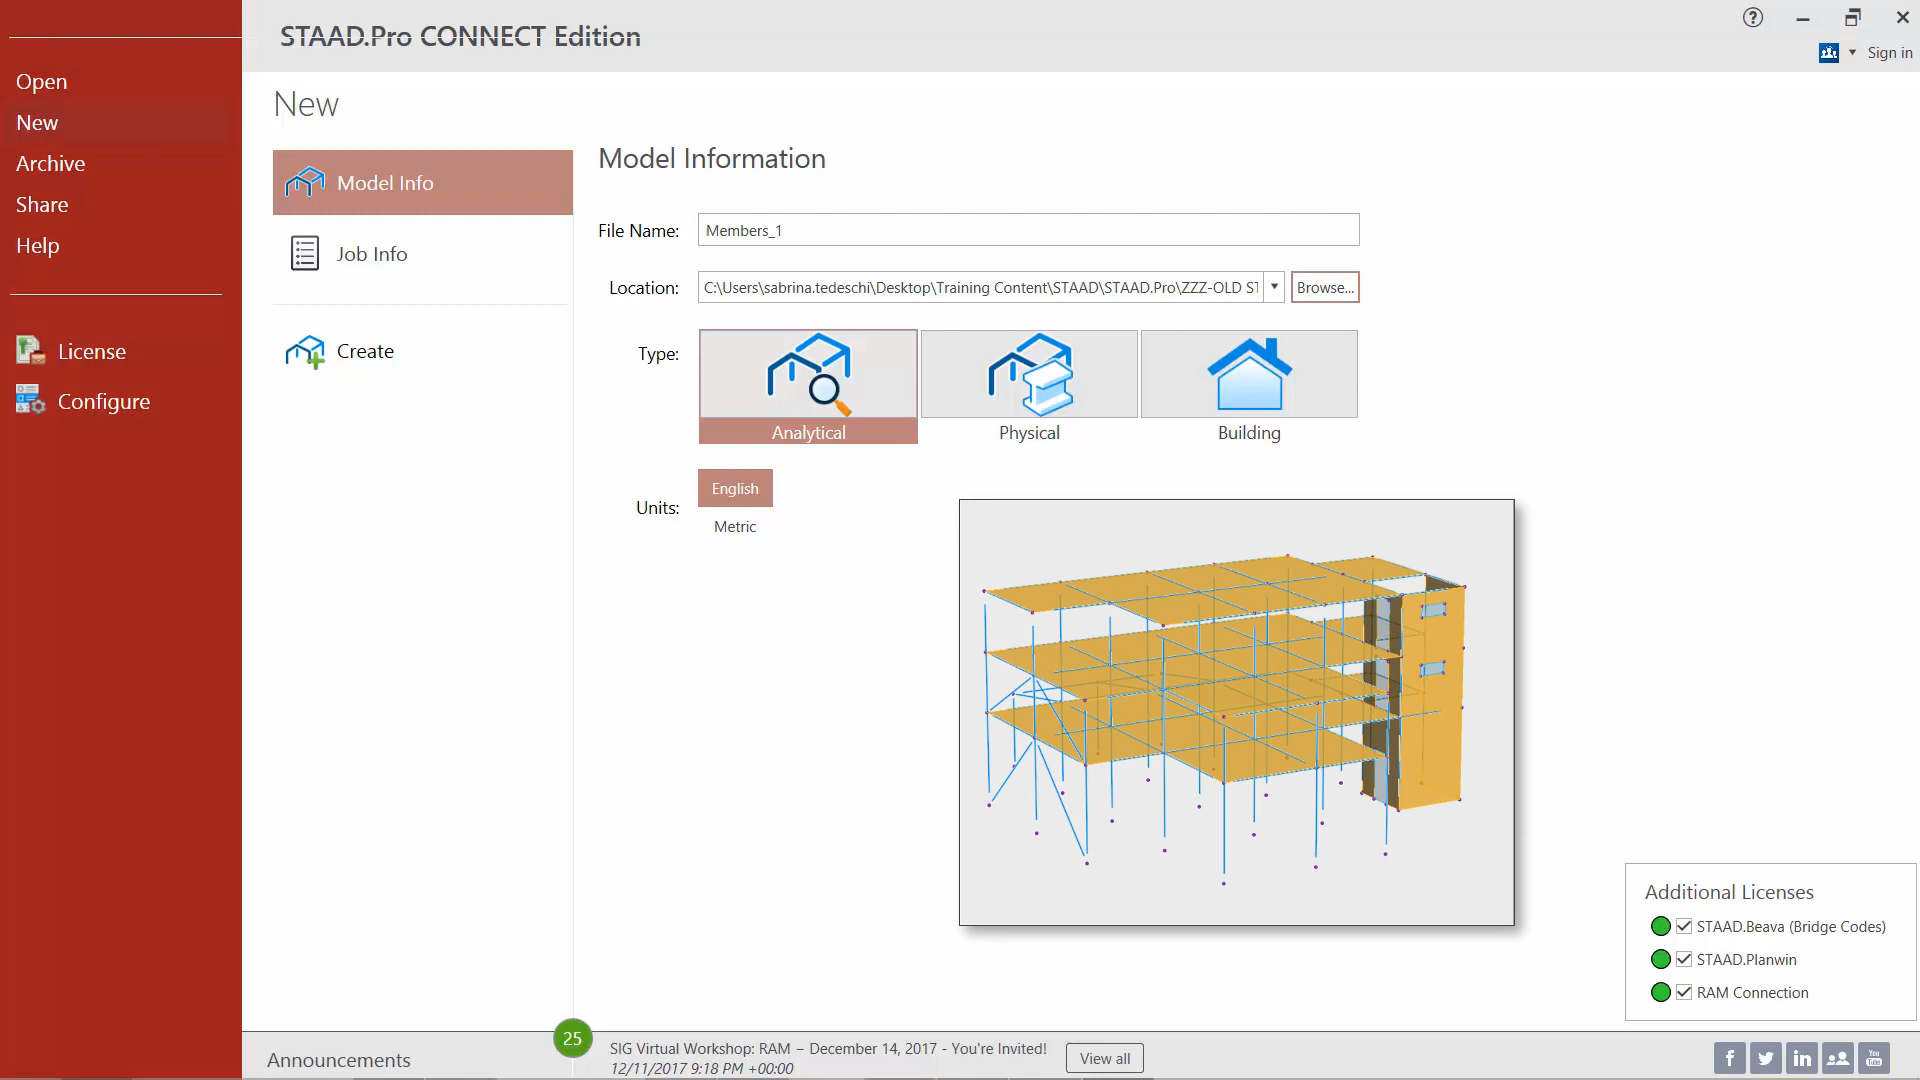 STAAD.Pro CONNECT Edition
Sign in
Open
New
Archive
Share
Help
License
Configure
New
Model Info
Job Info
Create
Model Information
File Name:
Members_1
Location:
C:\Users\sabrina.tedeschi\Desktop\Training Content\STAAD\STAAD.Pro\ZZZ-OLD ST
Browse...
Type:
Analytical
Physical
Building
Units:
English
Metric
Additional Licenses
STAAD.Beava (Bridge Codes)
STAAD.Planwin
RAM Connection
Announcements
25
SIG Virtual Workshop: RAM – December 14, 2017 - You're Invited!
12/11/2017 9:18 PM +00:00
View all
You
Tube